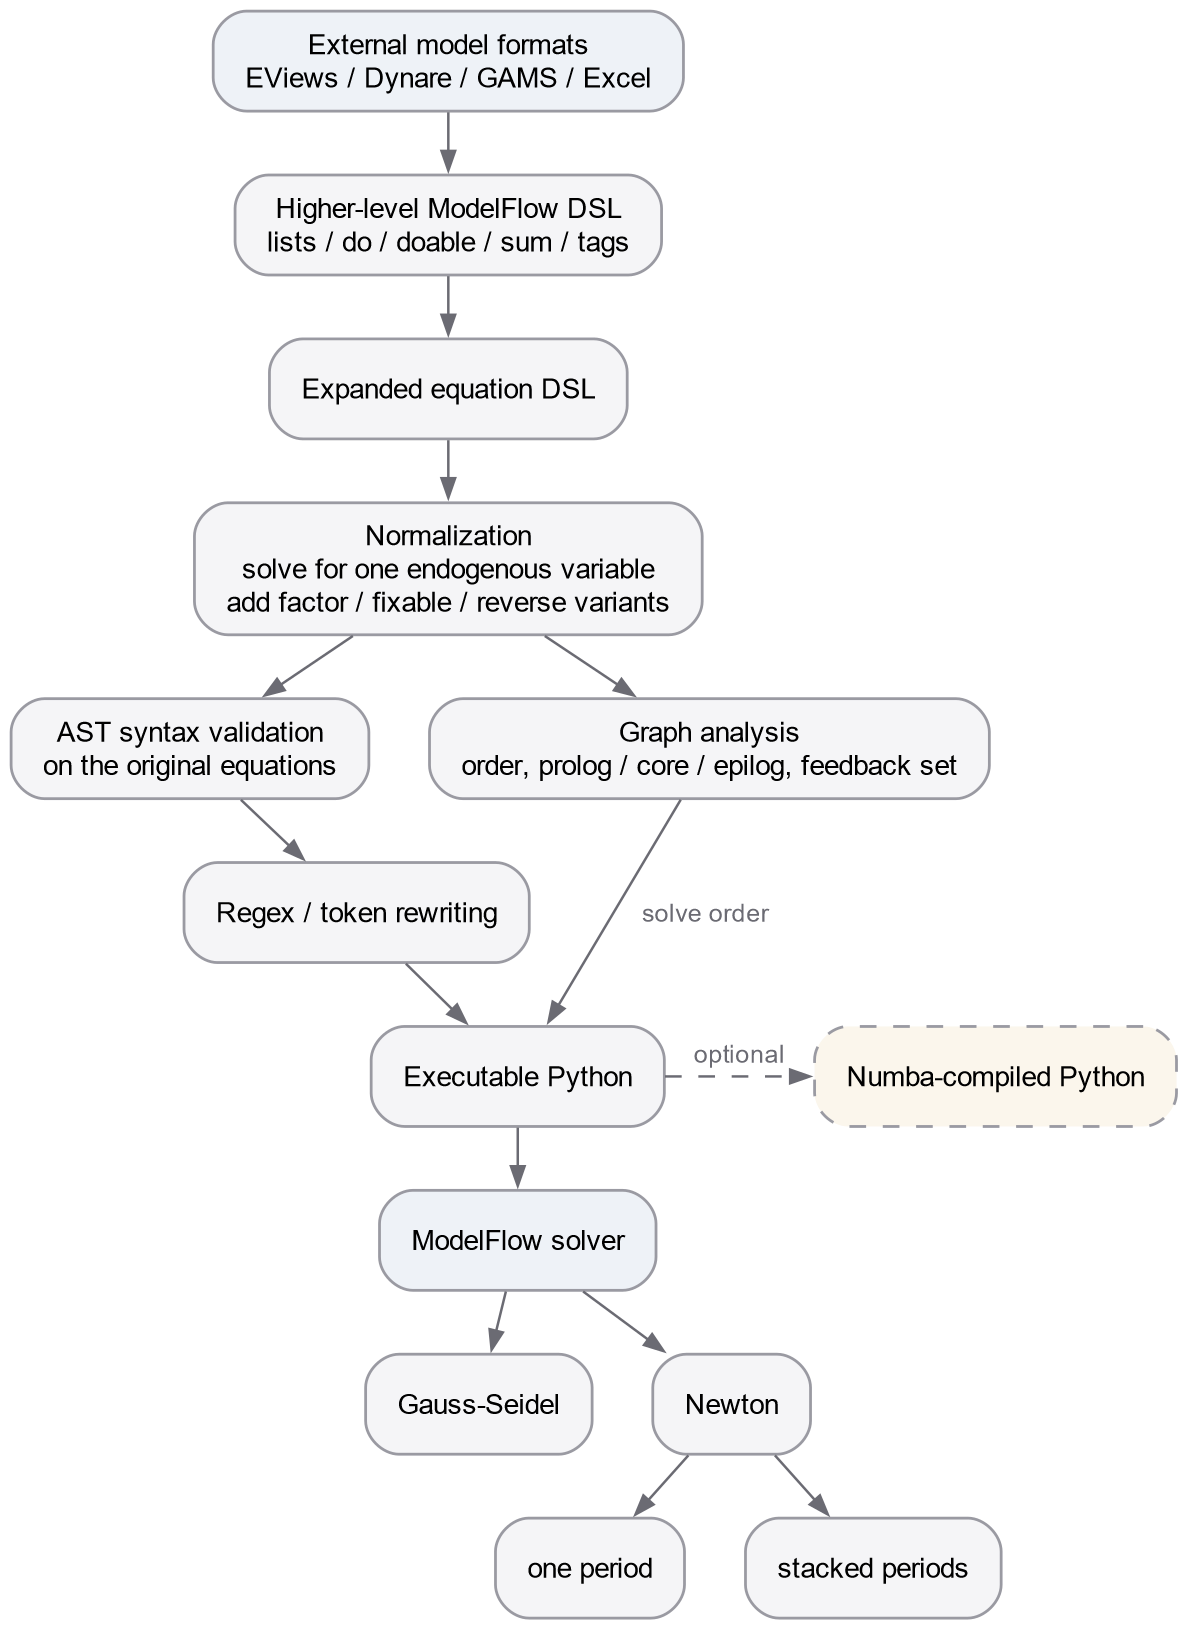 External model formats
EViews / Dynare / GAMS / Excel
Higher-level ModelFlow DSL
lists / do / doable / sum / tags
Expanded equation DSL
Normalization
solve for one endogenous variable
add factor / fixable / reverse variants
AST syntax validation
on the original equations
Graph analysis
order, prolog / core / epilog, feedback set
Regex / token rewriting
solve order
Executable Python
optional
Numba-compiled Python
ModelFlow solver
Gauss-Seidel
Newton
one period
stacked periods